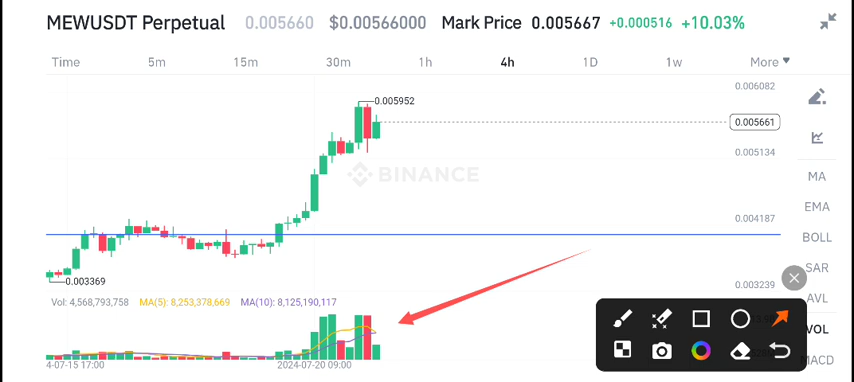 MEWUSDT Perpetual 0.005660 $0.00566000 Mark Price 0.005667 +0.000516 +10.03%
Time 5m 15m 30m 1h 4h 1D 1w More
0.006082
0.005952
0.005661
0.005134
BINANCE
MA
EMA
0.004187
BOLL
SAR
0.003369
0.003239
AVL
Vol: 4,568,793,758 MA(5): 8,253,378,669 MA(10): 8,125,190,117
VOL
MACD
4-07-15 17:00 2024-07-20 09:00